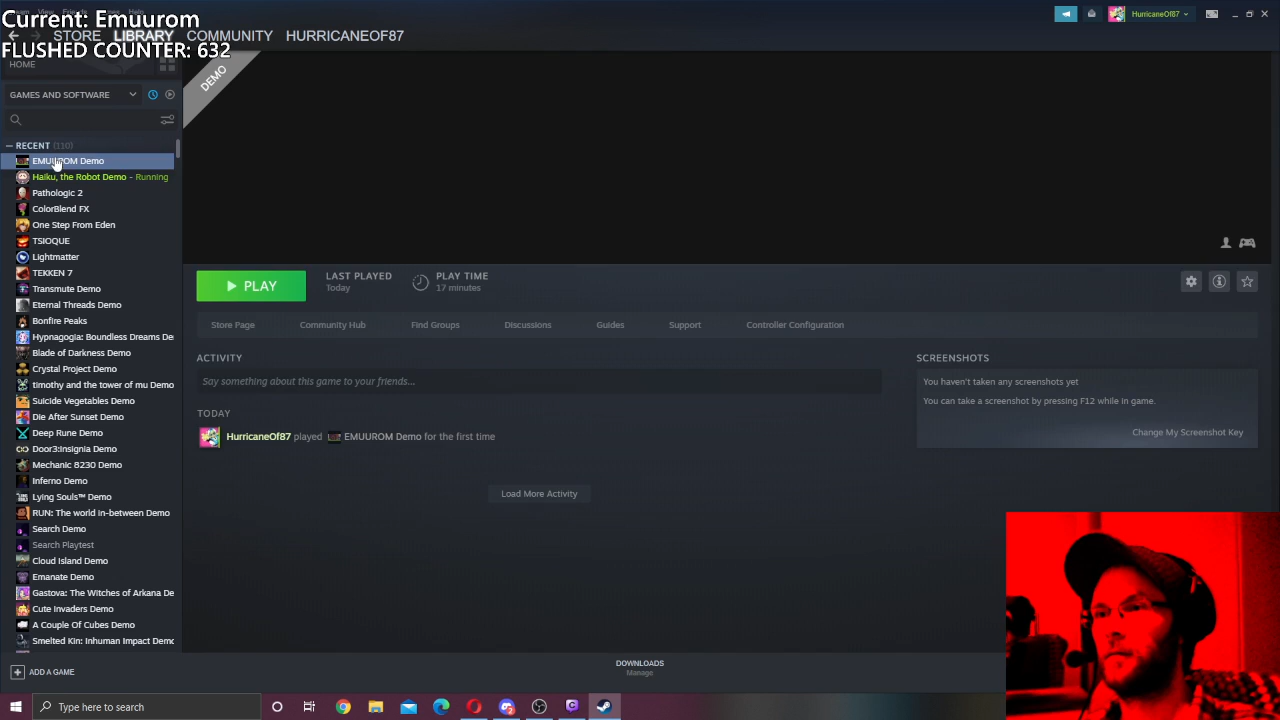 Current: Emuurom
FLUSHED COUNTER: 632
HurricaneOf87
STORE LIBRARY COMMUNITY HURRICANEOF87
HOME
GAMES AND SOFTWARE
RECENT (110)
EMUUROM Demo
Haiku, the Robot Demo - Running
Pathologic 2
ColorBlend FX
One Step From Eden
TSIOQUE
Lightmatter
TEKKEN 7
Transmute Demo
Eternal Threads Demo
Bonfire Peaks
Hypnagogia: Boundless Dreams De
Blade of Darkness Demo
Crystal Project Demo
timothy and the tower of mu Demo
Suicide Vegetables Demo
Die After Sunset Demo
Deep Rune Demo
Door3:Insignia Demo
Mechanic 8230 Demo
Inferno Demo
Lying Souls™ Demo
RUN: The world in-between Demo
Search Demo
Search Playtest
Cloud Island Demo
Emanate Demo
Gastova: The Witches of Arkana De
Cute Invaders Demo
A Couple Of Cubes Demo
Smelted Kin: Inhuman Impact Demo
ADD A GAME
DEMO
PLAY
LAST PLAYED
Today
PLAY TIME
17 minutes
Store Page Community Hub Find Groups Discussions Guides Support Controller Configuration
ACTIVITY
Say something about this game to your friends...
TODAY
HurricaneOf87 played EMUUROM Demo for the first time
Load More Activity
SCREENSHOTS
You haven't taken any screenshots yet
You can take a screenshot by pressing F12 while in game.
Change My Screenshot Key
DOWNLOADS
Manage
Type here to search